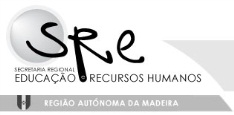 sre
SECRETARIA REGIONAL
EDUCAÇÃO e RECURSOS HUMANOS
REGIÃO AUTÓNOMA DA MADEIRA